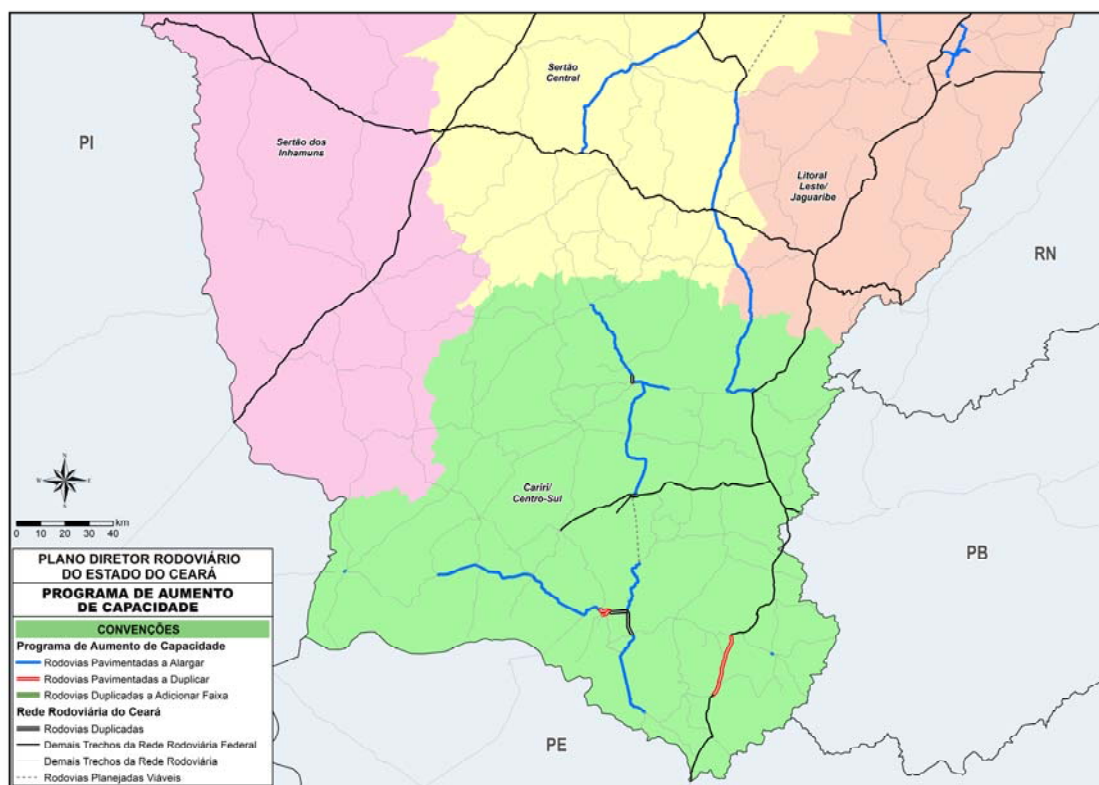 Sertão
Central
PI
Sertão doa
Inhamuns
Litoral
Leste/
Jaguaribe
RN
N
W
E
S
Cariri/
Centro-Sul
0 10 20 30 40
km
PB
PE
PLANO DIRETOR RODOVIÁRIO
DO ESTADO DO CEARÁ
PROGRAMA DE AUMENTO
DE CAPACIDADE
CONVENÇÕES
Programa de Aumento de Capacidade
Rodovias Pavimentadas a Alargar
Rodovias Pavimentadas a Duplicar
Rodovias Duplicadas a Adicionar Faixa
Rede Rodoviária do Ceará
Rodovias Duplicadas
Demais Trechos da Rede Rodoviária Federal
Demais Trechos da Rede Rodoviária
Rodovias Planejadas Viáveis